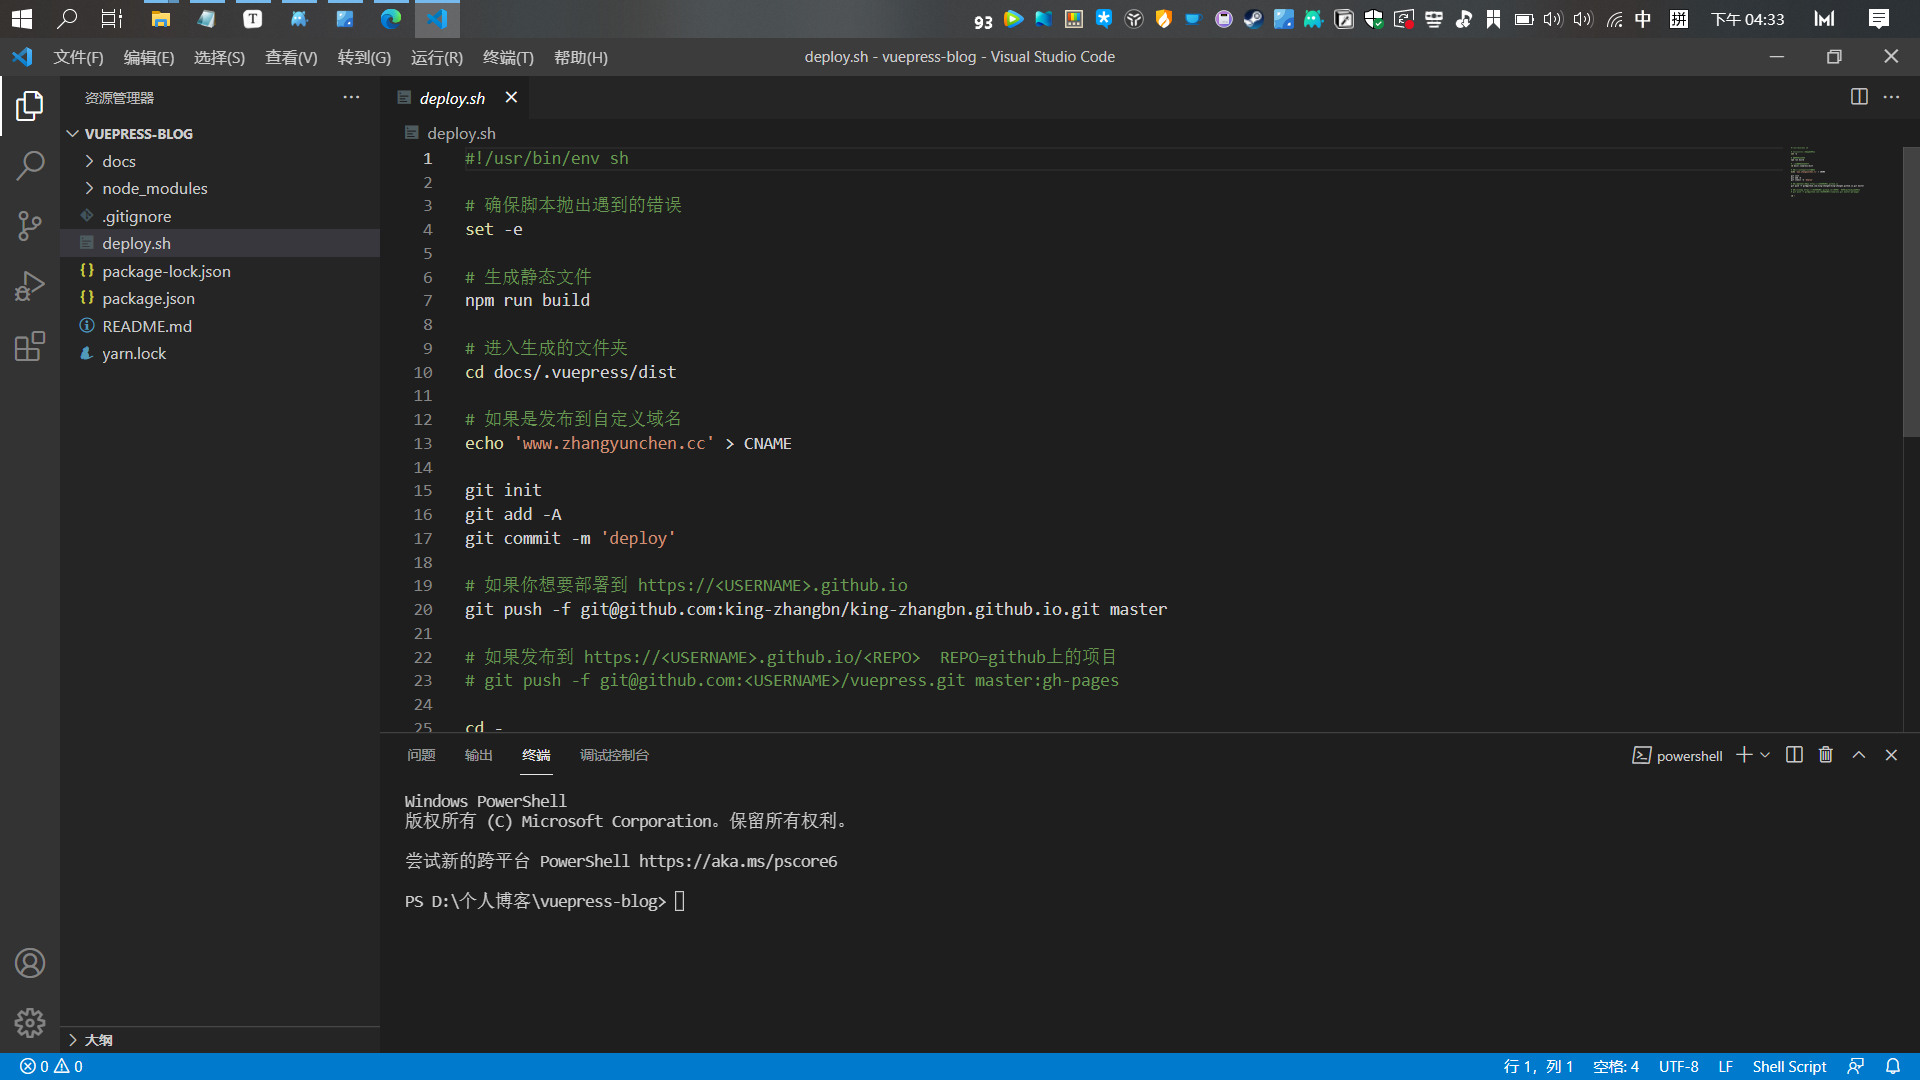 93
中
拼
下午 04:33
文件(F) 编辑(E) 选择(S) 查看(V) 转到(G) 运行(R) 终端(T) 帮助(H)
deploy.sh - vuepress-blog - Visual Studio Code
资源管理器
VUEPRESS-BLOG
docs
node_modules
.gitignore
deploy.sh
package-lock.json
package.json
README.md
yarn.lock
大纲
deploy.sh
deploy.sh
1 #!/usr/bin/env sh
2
3 # 确保脚本抛出遇到的错误
4 set -e
5
6 # 生成静态文件
7 npm run build
8
9 # 进入生成的文件夹
10 cd docs/.vuepress/dist
11
12 # 如果是发布到自定义域名
13 echo 'www.zhangyunchen.cc' > CNAME
14
15 git init
16 git add -A
17 git commit -m 'deploy'
18
19 # 如果你想要部署到 https://<USERNAME>.github.io
20 git push -f git@github.com:king-zhangbn/king-zhangbn.github.io.git master
21
22 # 如果发布到 https://<USERNAME>.github.io/<REPO>  REPO=github上的项目
23 # git push -f git@github.com:<USERNAME>/vuepress.git master:gh-pages
24
25 cd -
问题 输出 终端 调试控制台
powershell
Windows PowerShell
版权所有 (C) Microsoft Corporation。保留所有权利。
尝试新的跨平台 PowerShell https://aka.ms/pscore6
PS D:\个人博客\vuepress-blog>
0 0
行 1，列 1 空格: 4 UTF-8 LF Shell Script